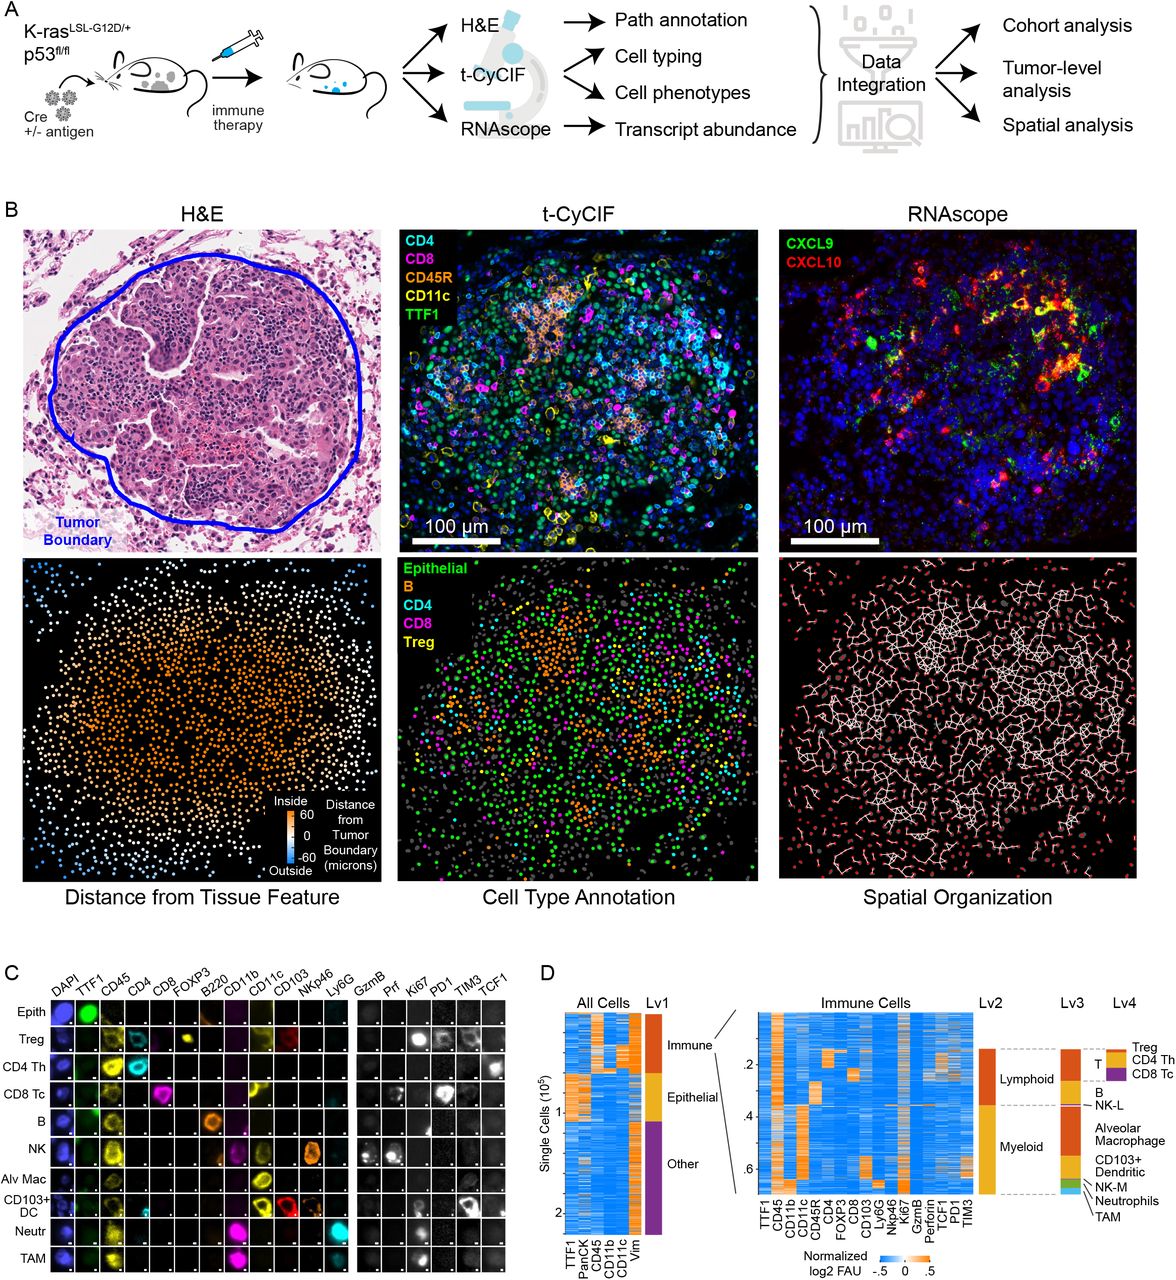 A
K-rasLSL-G12D/+
p53fl/fl
Cre
+/- antigen
immune
therapy
H&E
t-CyCIF
RNAscope
Path annotation
Cell typing
Cell phenotypes
Transcript abundance
Data
Integration
Cohort analysis
Tumor-level
analysis
Spatial analysis
B
H&E
t-CyCIF
RNAscope
Tumor
Boundary
CD4
CD8
CD45R
CD11c
TTF1
100 µm
CXCL9
CXCL10
100 µm
Inside
60
0
-60
Outside
Distance
from
Tumor
Boundary
(microns)
Epithelial
B
CD4
CD8
Treg
Distance from Tissue Feature
Cell Type Annotation
Spatial Organization
C
DAPI
TTF1
CD45
CD4
CD8
FOXP3
B220
CD11b
CD11c
CD103
NKp46
Ly6G
GzmB
Prf
Ki67
PD1
TIM3
TCF1
Epith
Treg
CD4 Th
CD8 Tc
B
NK
Alv Mac
CD103+
DC
Neutr
TAM
D
All Cells
Lv1
Single Cells (10⁵)
1
2
Immune
Epithelial
Other
TTF1
PanCK
CD45
CD11b
CD11c
Vim
Immune Cells
Lv2
Lv3
Lv4
.2
.4
.6
TTF1
CD45
CD11b
CD11c
CD45R
CD4
FOXP3
CD8
CD103
Ly6G
Nkp46
Ki67
GzmB
Perforin
TCF1
PD1
TIM3
Lymphoid
Myeloid
T
Treg
CD4 Th
CD8 Tc
B
NK-L
Alveolar
Macrophage
CD103+
Dendritic
NK-M
Neutrophils
TAM
Normalized
log2 FAU
-.5
0
.5